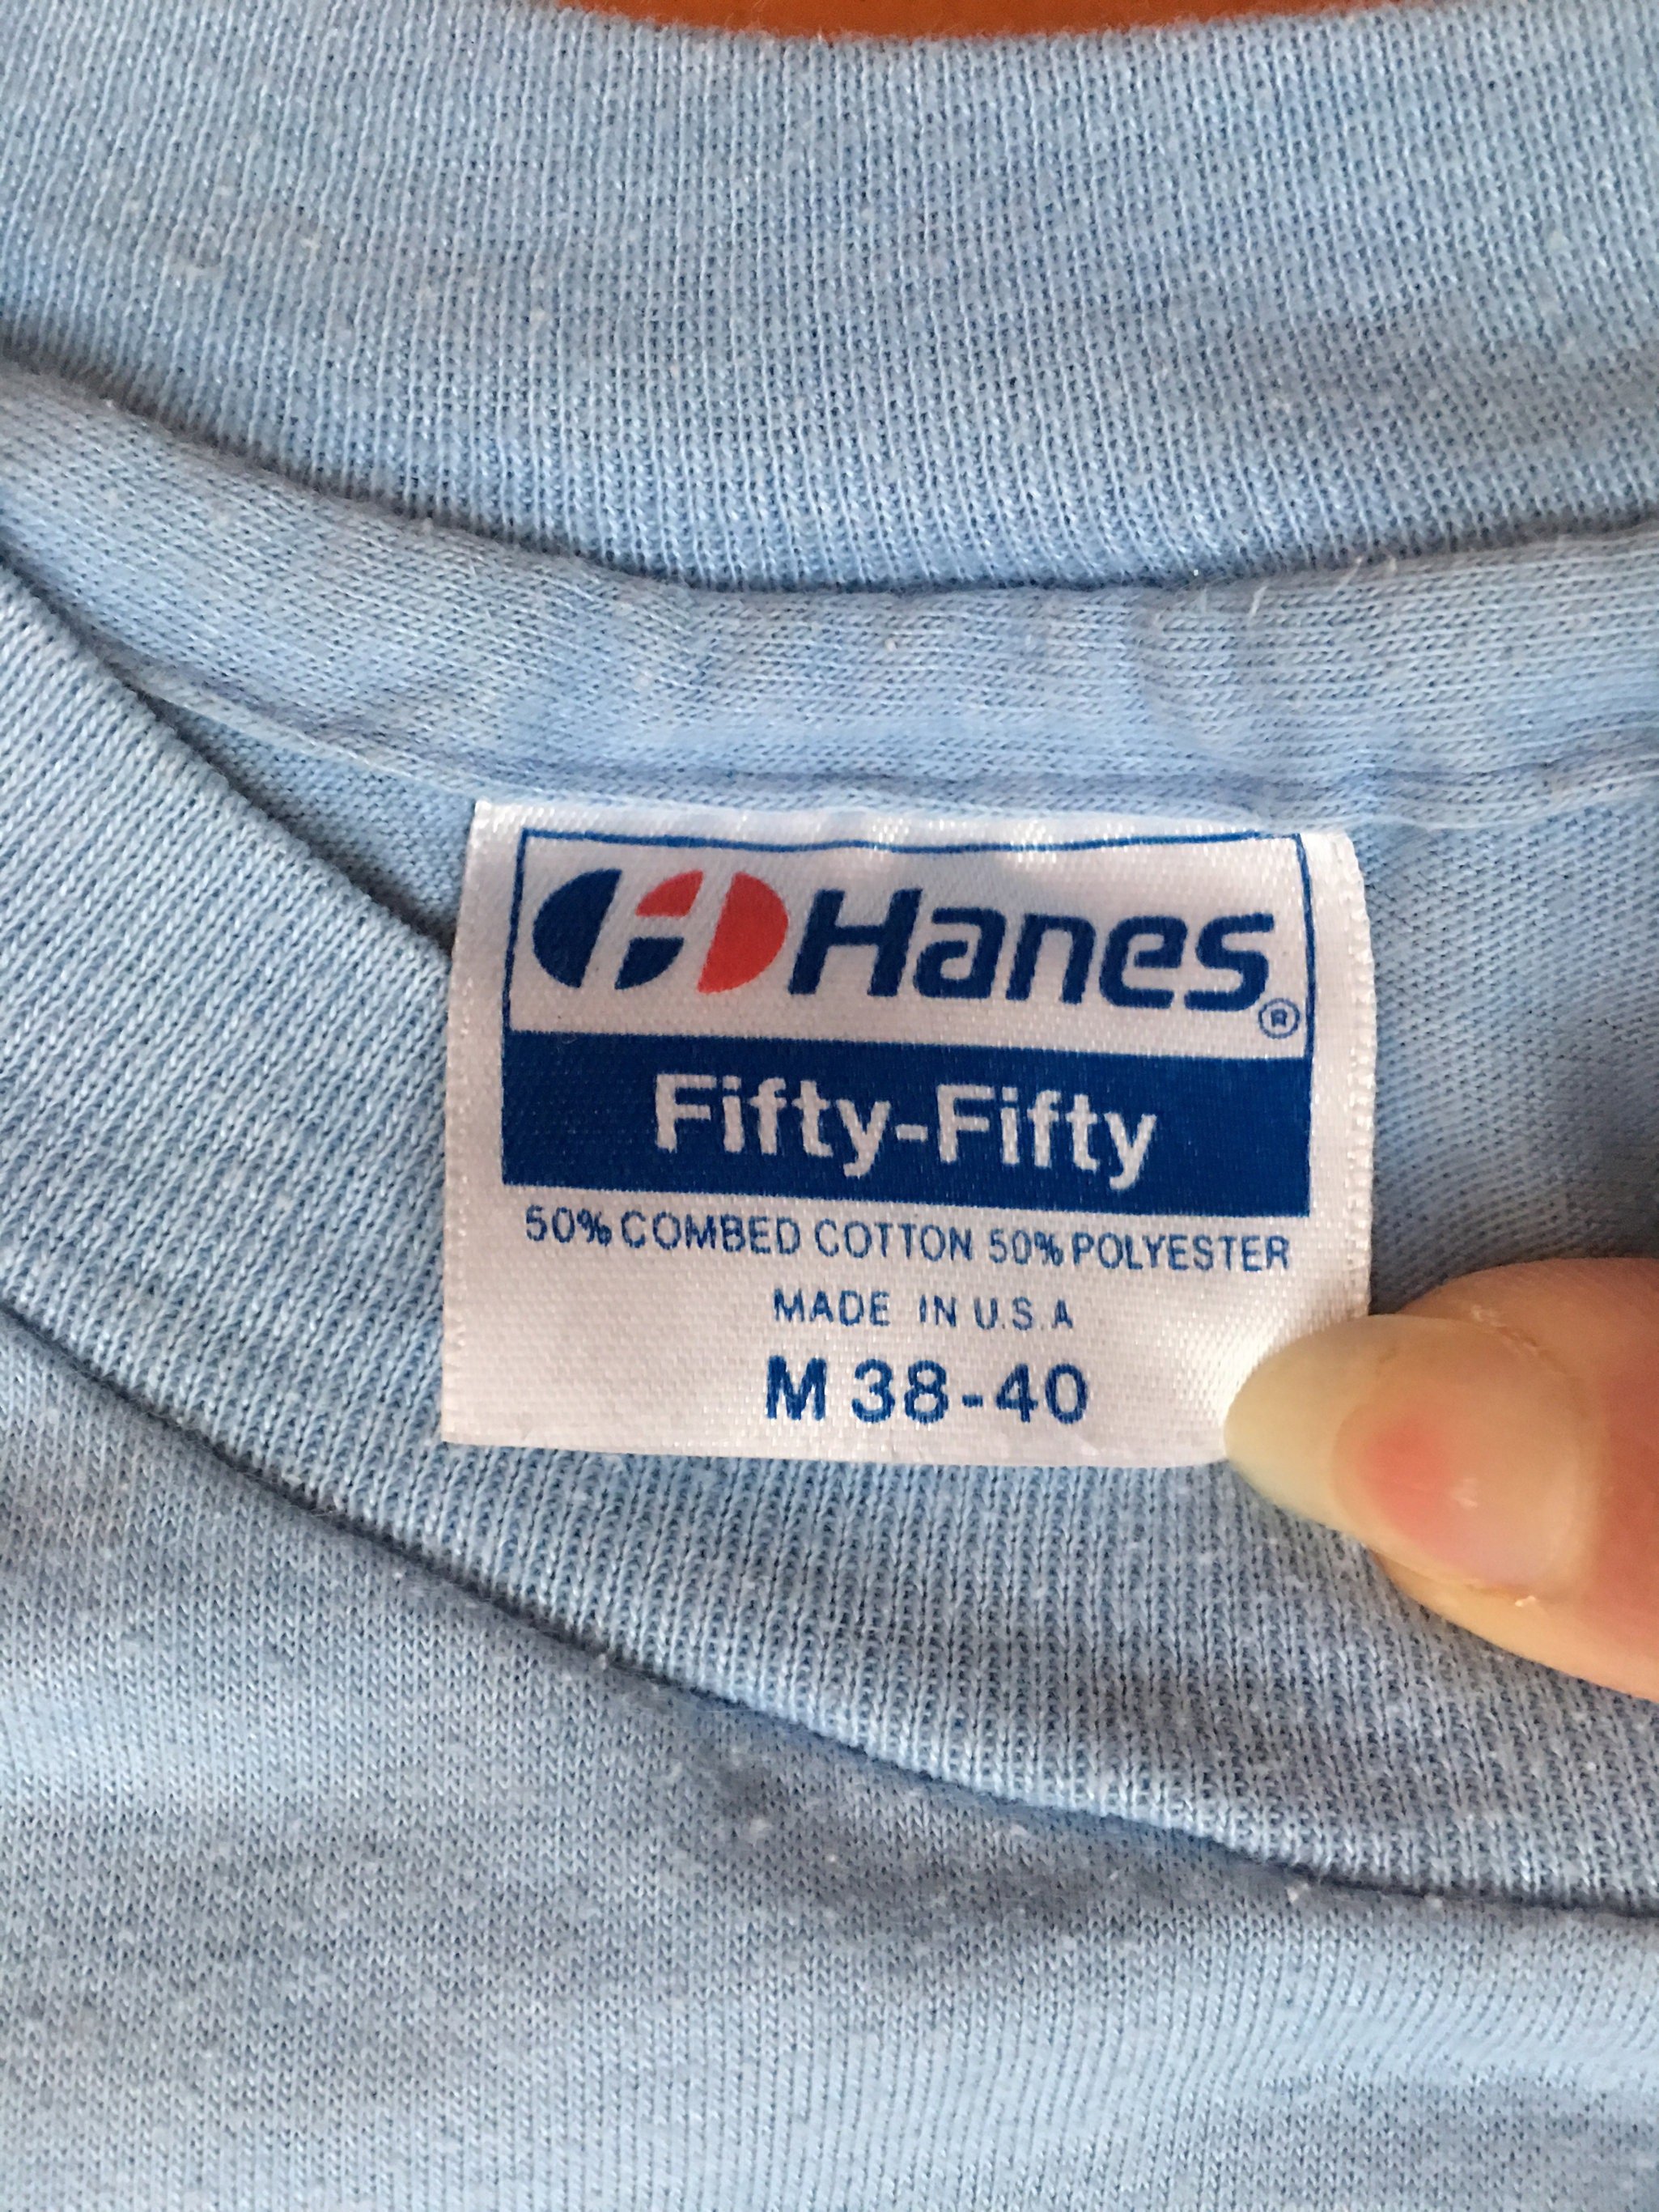 Hanes®
Fifty-Fifty
50% COMBED COTTON 50% POLYESTER
MADE IN U.S.A
M 38-40